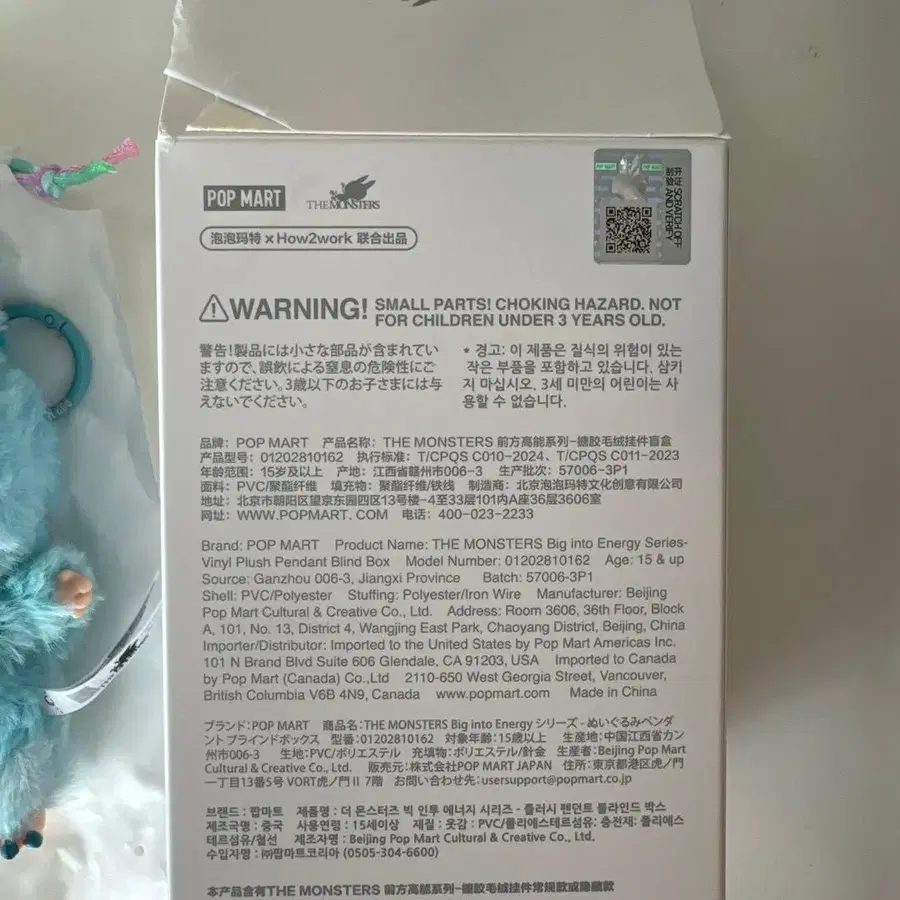 POP MART
THE MONSTERS
泡泡玛特 × How2work 联合出品
POP MART
开证 SCRATCH OFF
刮验 AND VERIFY
WARNING! SMALL PARTS! CHOKING HAZARD. NOT
FOR CHILDREN UNDER 3 YEARS OLD.
警告!製品には小さな部品が含まれてい
ますので、誤飲による窒息の危険性にご
注意ください。3歳以下のお子さまには与
えないでください。
* 경고: 이 제품은 질식의 위험이 있는
작은 부품을 포함하고 있습니다. 삼키
지 마십시오. 3세 미만의 어린이는 사
용할 수 없습니다.
品牌: POP MART 产品名称: THE MONSTERS 前方高能系列-搪胶毛绒挂件盲盒
产品型号: 01202810162 执行标准: T/CPQS C010-2024、T/CPQS C011-2023
年龄范围: 15岁及以上 产地: 江西省赣州市006-3 生产批次: 57006-3P1
面料: PVC/聚酯纤维 填充物: 聚酯纤维/铁线 制造商: 北京泡泡玛特文化创意有限公司
地址: 北京市朝阳区望京东园四区13号楼-4至33层101内A座36层3606室
网址: WWW.POPMART.COM 电话: 400-023-2233
Brand: POP MART Product Name: THE MONSTERS Big into Energy Series-
Vinyl Plush Pendant Blind Box Model Number: 01202810162 Age: 15 & up
Source: Ganzhou 006-3, Jiangxi Province Batch: 57006-3P1
Shell: PVC/Polyester Stuffing: Polyester/Iron Wire Manufacturer: Beijing
Pop Mart Cultural & Creative Co., Ltd. Address: Room 3606, 36th Floor, Block
A, 101, No. 13, District 4, Wangjing East Park, Chaoyang District, Beijing, China
Importer/Distributor: Imported to the United States by Pop Mart Americas Inc.
101 N Brand Blvd Suite 606 Glendale, CA 91203, USA Imported to Canada
by Pop Mart (Canada) Co.,Ltd 2110-650 West Georgia Street, Vancouver,
British Columbia V6B 4N9, Canada www.popmart.com Made in China
ブランド:POP MART 商品名:THE MONSTERS Big into Energy シリーズ - ぬいぐるみペンダ
ント ブラインドボックス 型番:01202810162 対象年齢:15歳以上 生産地:中国江西省カン
州市006-3 生地:PVC/ポリエステル 充填物:ポリエステル/針金 生産者:Beijing Pop Mart
Cultural & Creative Co., Ltd. 販売元:株式会社POP MART JAPAN 住所:東京都港区虎ノ門
一丁目13番5号 VORT虎ノ門Ⅱ 7階 お問い合わせ先:usersupport@popmart.co.jp
브랜드 : 팝마트 제품명 : 더 몬스터즈 빅 인투 에너지 시리즈 - 플러시 펜던트 블라인드 박스
제조국명 : 중국 사용연령 : 15세이상 재질 : 옷감 : PVC/폴리에스테르섬유: 충전재: 폴리에스
테르섬유/철선 제조자명 : Beijing Pop Mart Cultural & Creative Co., Ltd.
수입자명 : ㈜팝마트코리아 (0505-304-6600)
本产品含有THE MONSTERS 前方高能系列-搪胶毛绒挂件常规款或隐藏款